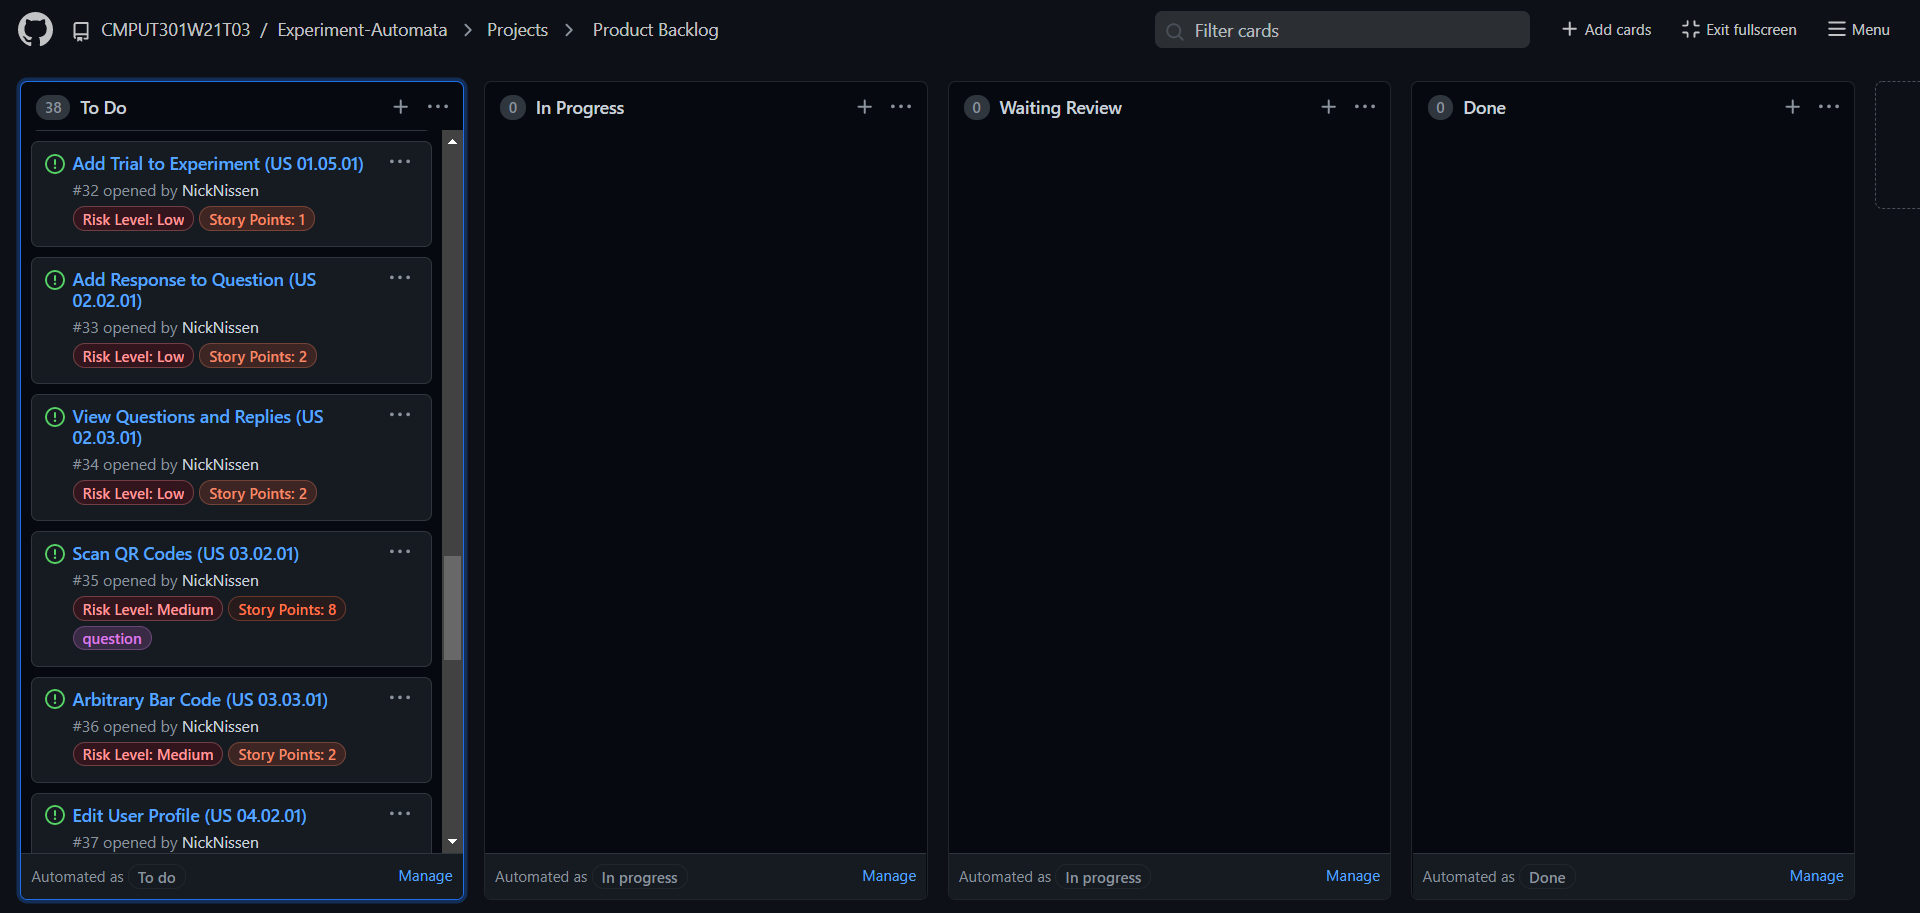 CMPUT301W21T03 / Experiment-Automata > Projects > Product Backlog
Filter cards
Add cards
Exit fullscreen
Menu
38 To Do
Add Trial to Experiment (US 01.05.01)
#32 opened by NickNissen
Risk Level: Low Story Points: 1
Add Response to Question (US
02.02.01)
#33 opened by NickNissen
Risk Level: Low Story Points: 2
View Questions and Replies (US
02.03.01)
#34 opened by NickNissen
Risk Level: Low Story Points: 2
Scan QR Codes (US 03.02.01)
#35 opened by NickNissen
Risk Level: Medium Story Points: 8
question
Arbitrary Bar Code (US 03.03.01)
#36 opened by NickNissen
Risk Level: Medium Story Points: 2
Edit User Profile (US 04.02.01)
#37 opened by NickNissen
Automated as To do Manage
0 In Progress
Automated as In progress Manage
0 Waiting Review
Automated as In progress Manage
0 Done
Automated as Done Manage